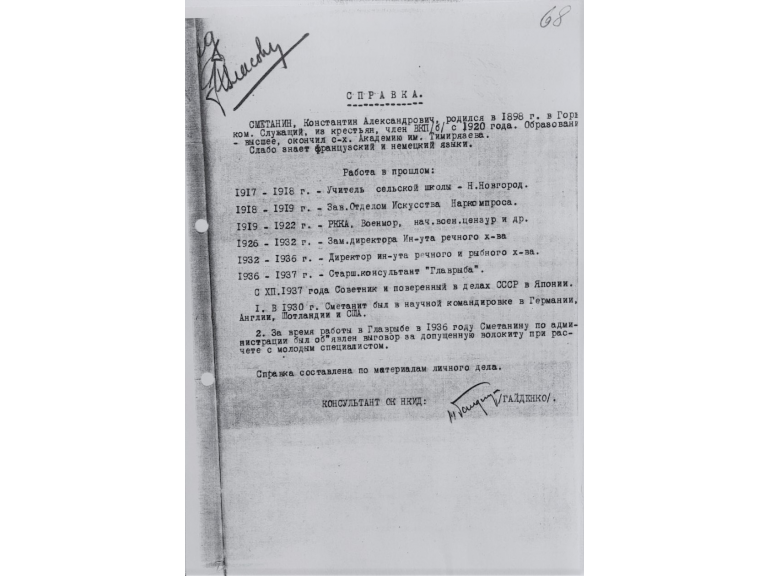 68
Власову
СПРАВКА.
СМЕТАНИН, Константин Александрович, родился в 1898 г. в Горь
ком. Служащий, из крестьян, член ВКП/б/ с 1920 года. Образовани
- высшее, окончил с-х. Академию им. Тимирязева.
Слабо знает французский и немецкий языки.
Работа в прошлом:
1917 - 1918 г. - Учитель сельской школы - Н.Новгород.
1918 - 1919 г. - Зав.Отделом Искусства Наркомпроса.
1919 - 1922 г. - РККА, Военмор, нач.воен.цензур и др.
1926 - 1932 г. - Зам.директора Ин-ута речного х-ва
1932 - 1936 г. - Директор ин-ута речного и рыбного х-ва.
1936 - 1937 г. - Старш.консультант "Главрыба".
С ХП.1937 года Советник и поверенный в делах СССР в Японии.
1. В 1930 г. Сметанит был в научной командировке в Германии,
Англии, Шотландии и США.
2. За время работы в Главрыбе в 1936 году Сметанину по адми-
нистрации был об"явлен выговор за допущенную волокиту при рас-
чете с молодым специалистом.
Справка составлена по материалам личного дела.
КОНСУЛЬТАНТ ОК НКИД: /ГАЙДЕНКО/.